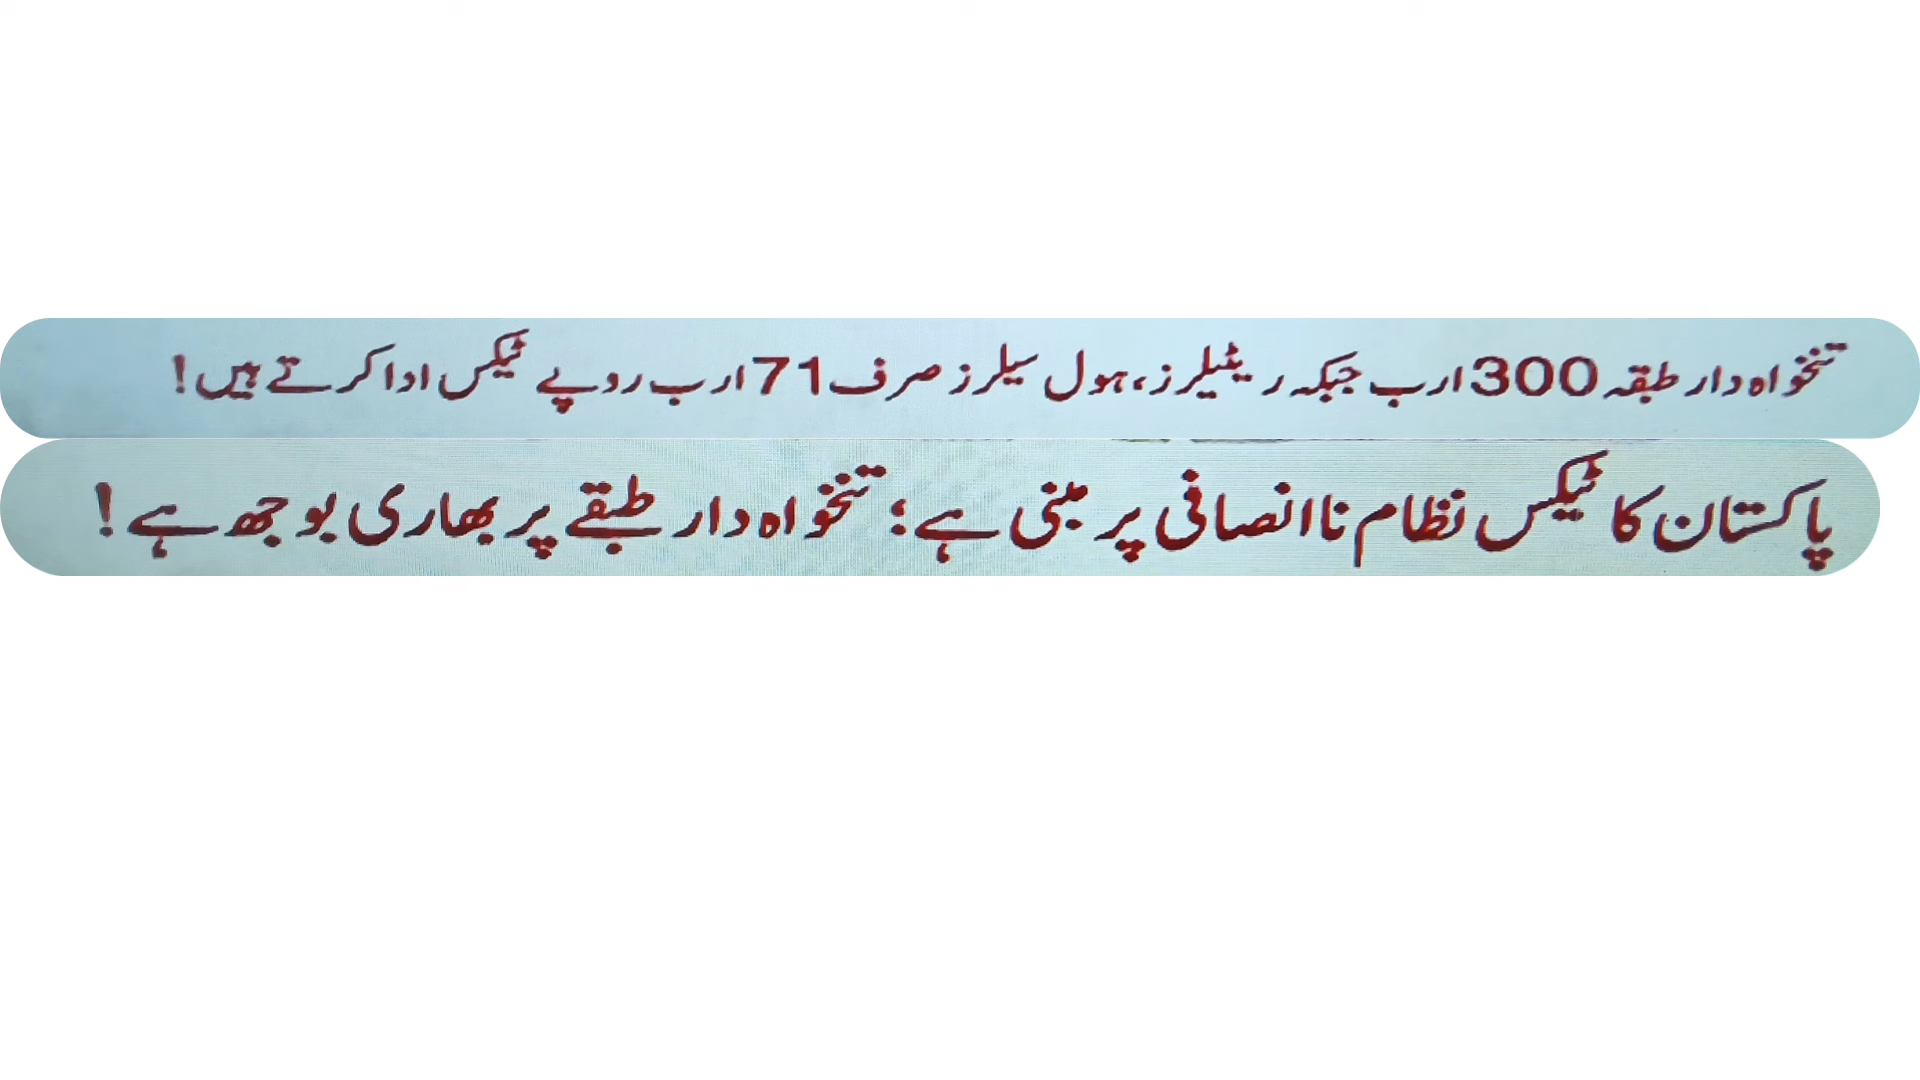 تنخواہ دار طبقہ 300 ارب جبکہ ریٹیلرز، ہول سیلرز صرف 71 ارب روپے ٹیکس ادا کرتے ہیں!
پاکستان کا ٹیکس نظام ناانصافی پر مبنی ہے؛ تنخواہ دار طبقے پر بھاری بوجھ ہے!